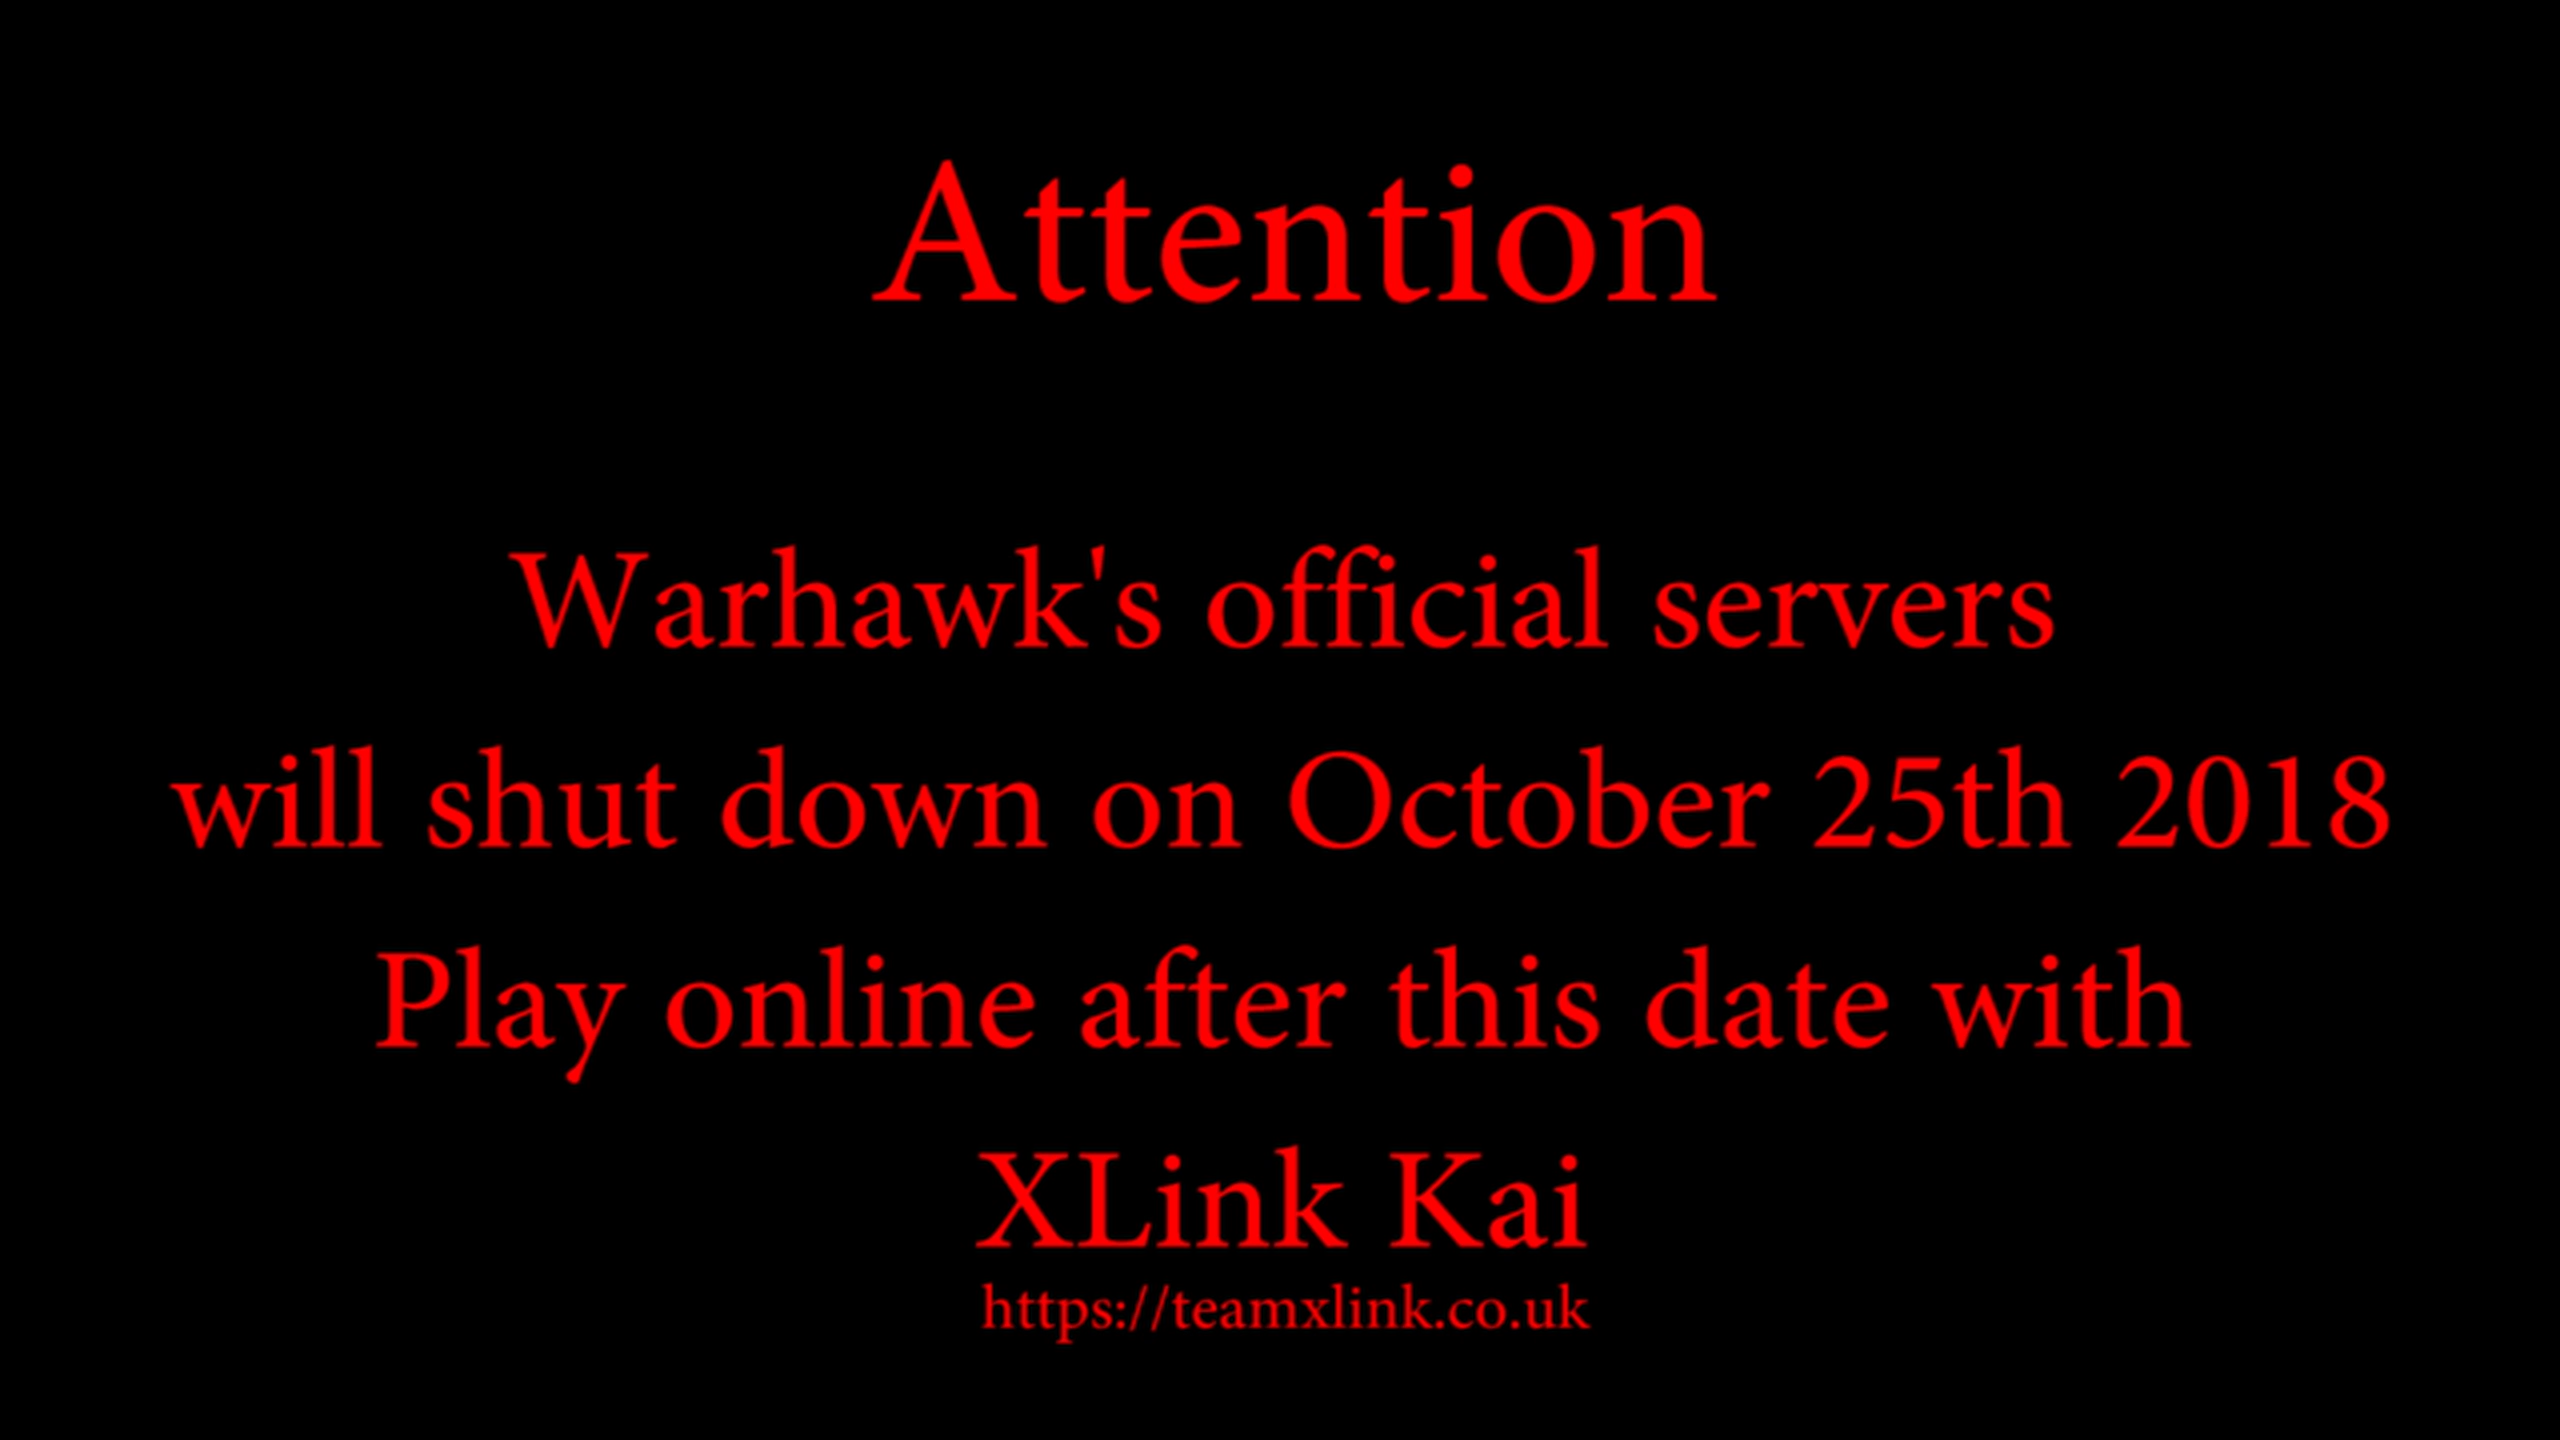 Attention
Warhawk's official servers
will shut down on October 25th 2018
Play online after this date with
XLink Kai
https://teamxlink.co.uk